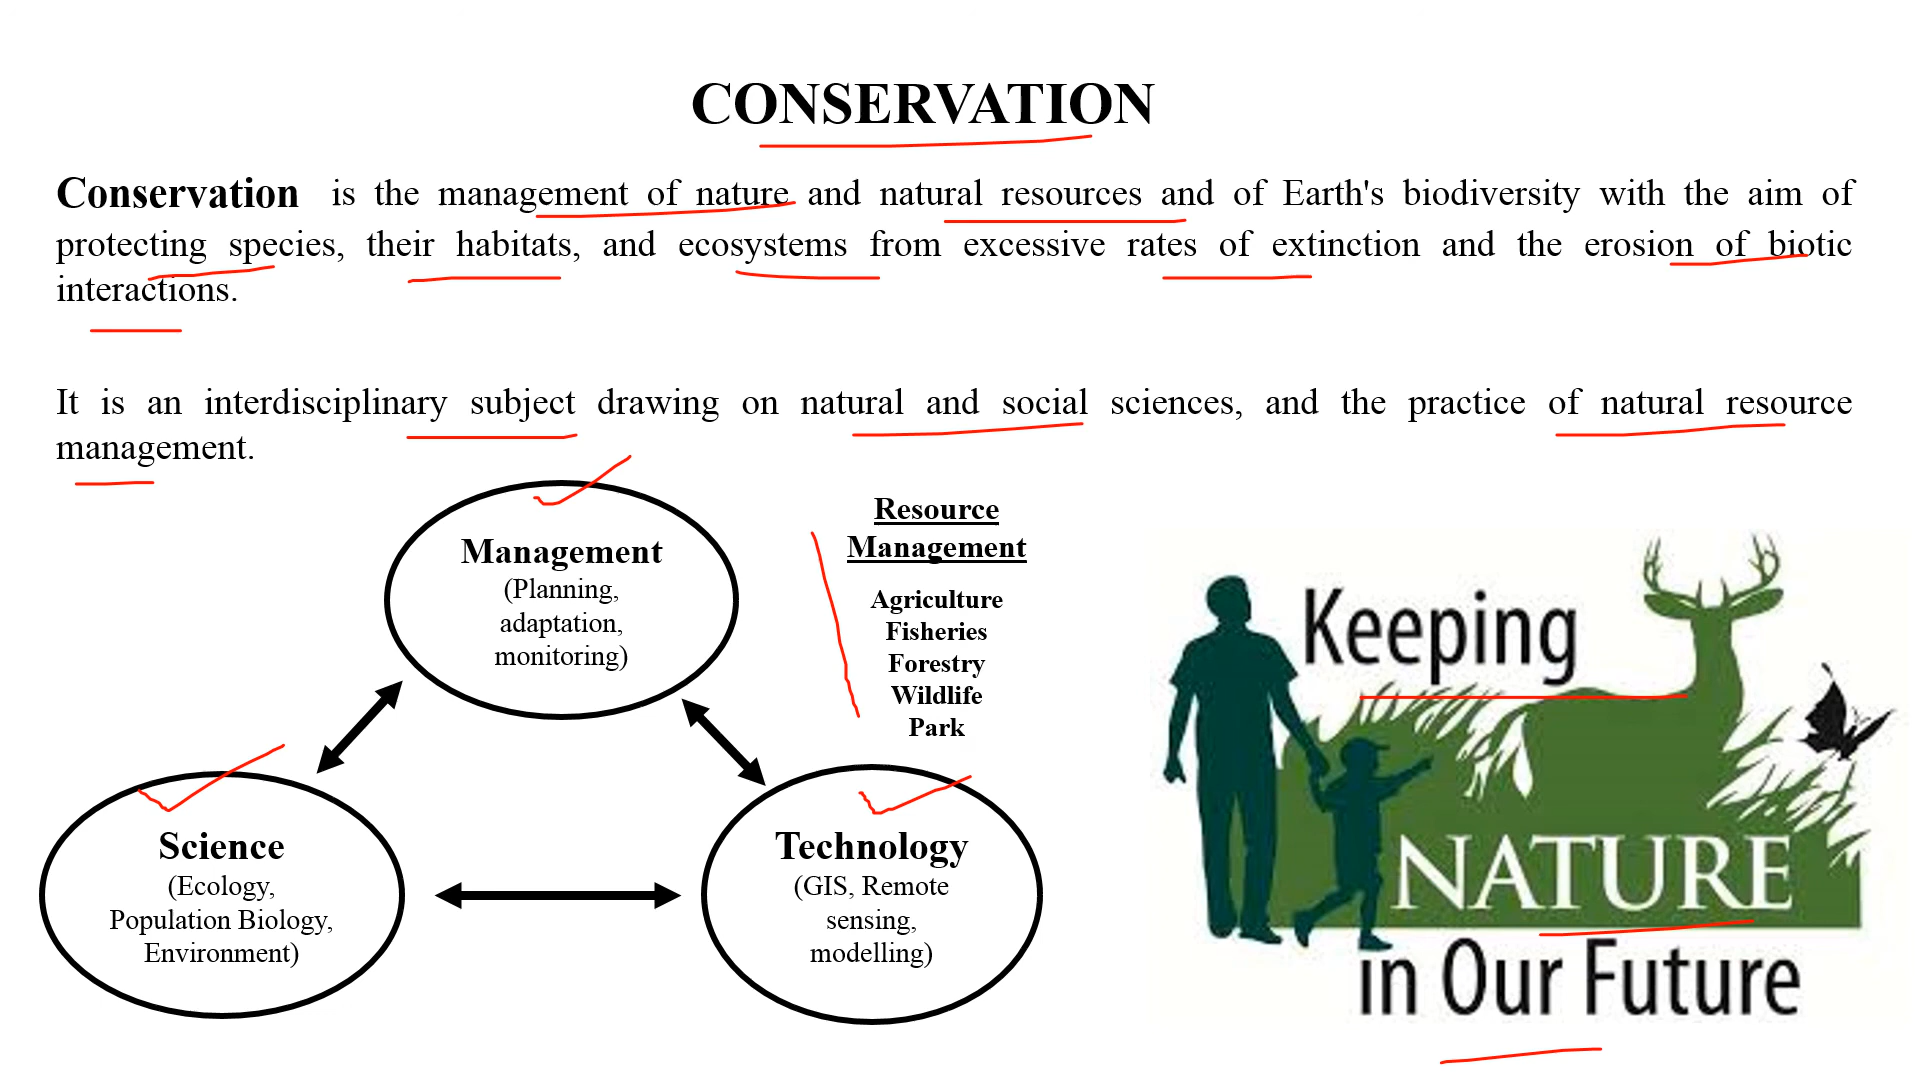 CONSERVATION
Conservation is the management of nature and natural resources and of Earth's biodiversity with the aim of
protecting species, their habitats, and ecosystems from excessive rates of extinction and the erosion of biotic
interactions.
It is an interdisciplinary subject drawing on natural and social sciences, and the practice of natural resource
management.
Management
(Planning,
adaptation,
monitoring)
Resource
Management
Agriculture
Fisheries
Forestry
Wildlife
Park
Science
(Ecology,
Population Biology,
Environment)
Technology
(GIS, Remote
sensing,
modelling)
Keeping
NATURE
in Our Future